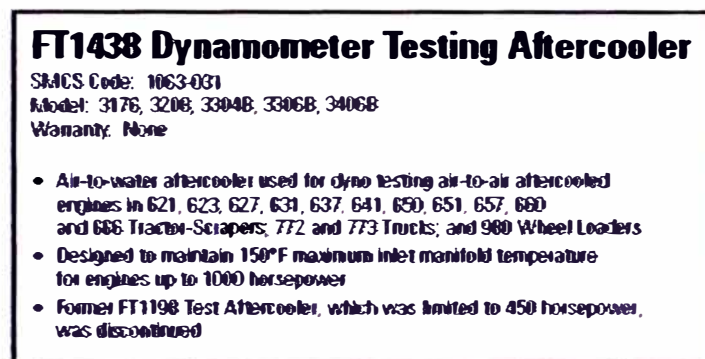 FT1438 Dynamometer Testing Aftercooler
SMCS Code: 1063-031
Model: 3176, 3208, 3304B, 3306B, 3406B
Warranty: None
• Air-to-water aftercooler used for dyno testing air-to-air aftercooled
engines in 621, 623, 627, 631, 637, 641, 650, 651, 657, 660
and 666 Tractor-Scrapers; 772 and 773 Trucks; and 980 Wheel Loaders
• Designed to maintain 150°F maximum inlet manifold temperature
for engines up to 1000 horsepower
• Former FT1198 Test Aftercooler, which was limited to 450 horsepower,
was discontinued